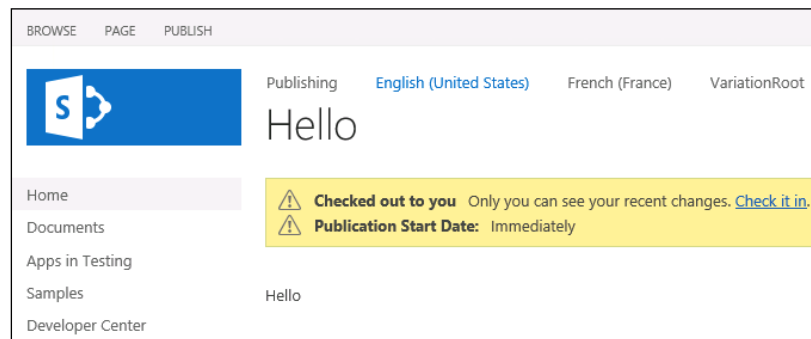 BROWSE PAGE PUBLISH
S
Publishing English (United States) French (France) VariationRoot
Hello
Home
Documents
Apps in Testing
Samples
Developer Center
Checked out to you Only you can see your recent changes. Check it in.
Publication Start Date: Immediately
Hello